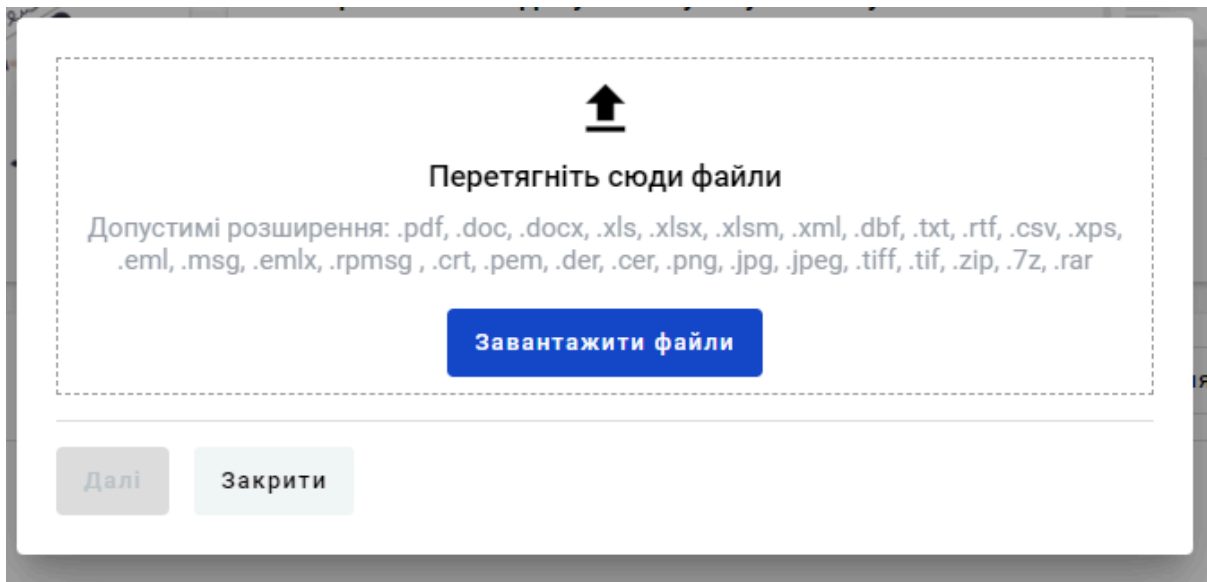 Перетягніть сюди файли
Допустимі розширення: .pdf, .doc, .docx, .xls, .xlsx, .xlsm, .xml, .dbf, .txt, .rtf, .csv, .xps,
.eml, .msg, .emlx, .rpmsg , .crt, .pem, .der, .cer, .png, .jpg, .jpeg, .tiff, .tif, .zip, .7z, .rar
Завантажити файли
Далі
Закрити